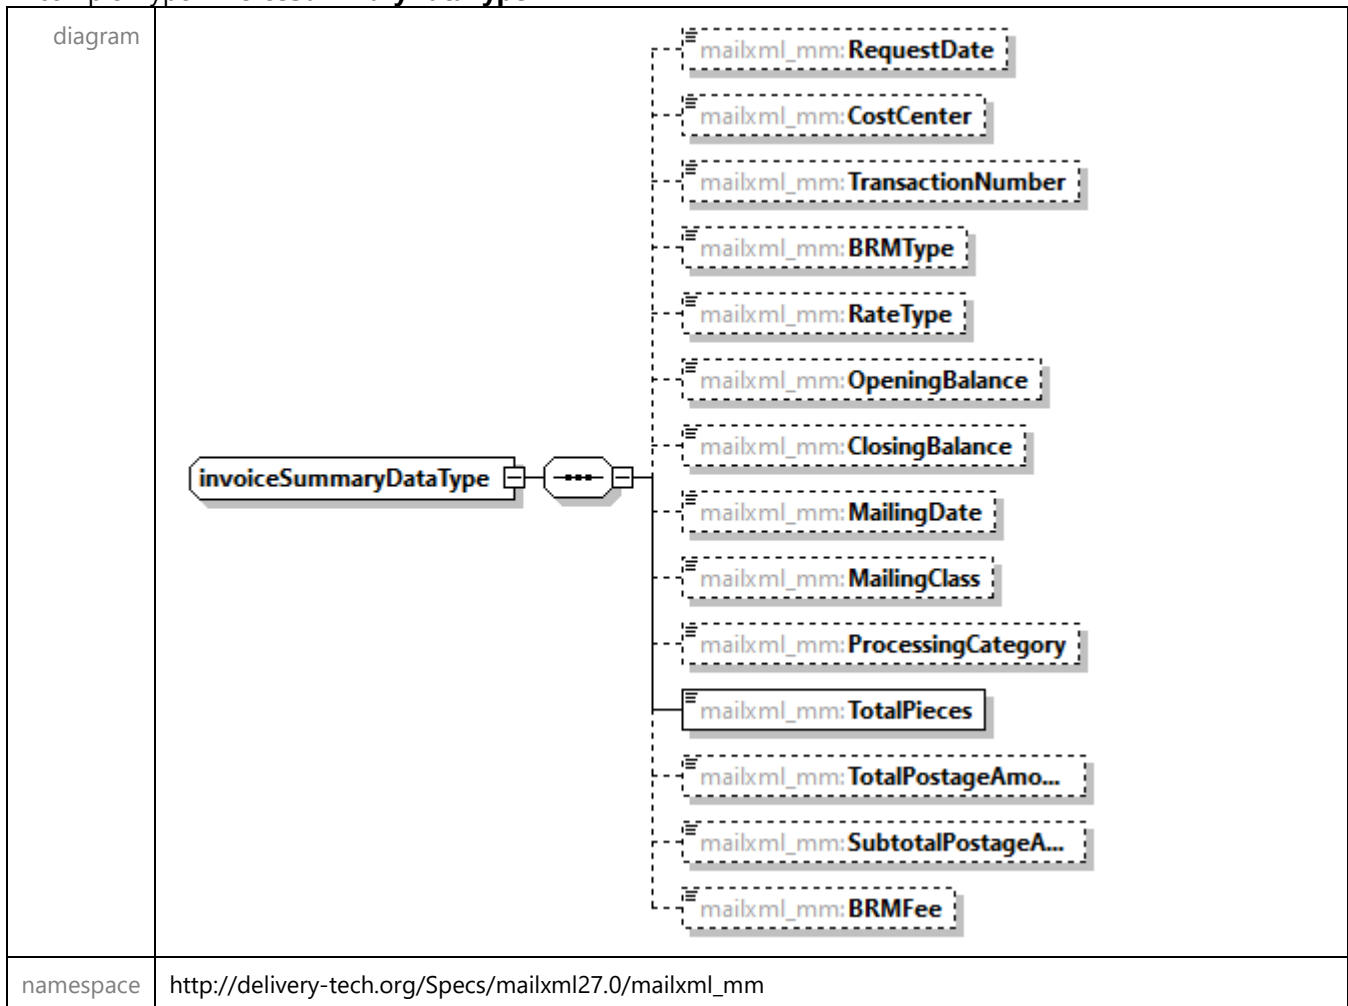 diagram
mailxml_mm:RequestDate
mailxml_mm:CostCenter
mailxml_mm:TransactionNumber
mailxml_mm:BRMType
mailxml_mm:RateType
mailxml_mm:OpeningBalance
mailxml_mm:ClosingBalance
invoiceSummaryDataType
mailxml_mm:MailingDate
mailxml_mm:MailingClass
mailxml_mm:ProcessingCategory
mailxml_mm:TotalPieces
mailxml_mm:TotalPostageAmo...
mailxml_mm:SubtotalPostageA...
mailxml_mm:BRMFee
namespace http://delivery-tech.org/Specs/mailxml27.0/mailxml_mm